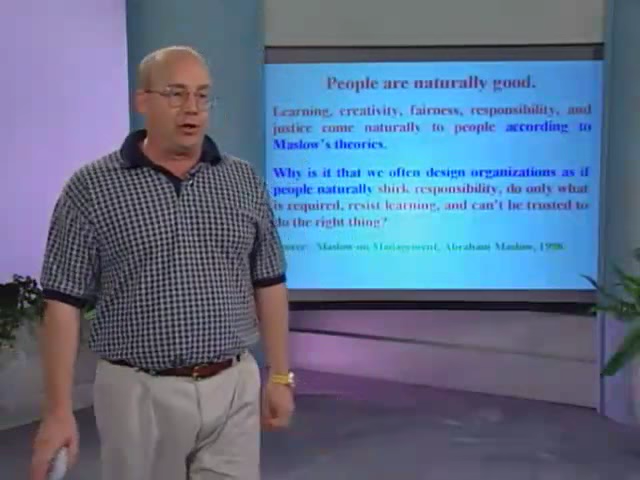 People are naturally good.
Learning, creativity, fairness, responsibility, and
justice come naturally to people according to
Maslow's theories.
Why is it that we often design organizations as if
people naturally shirk responsibility, do only what
is required, resist learning, and can't be trusted to
do the right thing?
Maslow on Management, Abraham Maslow, 1998